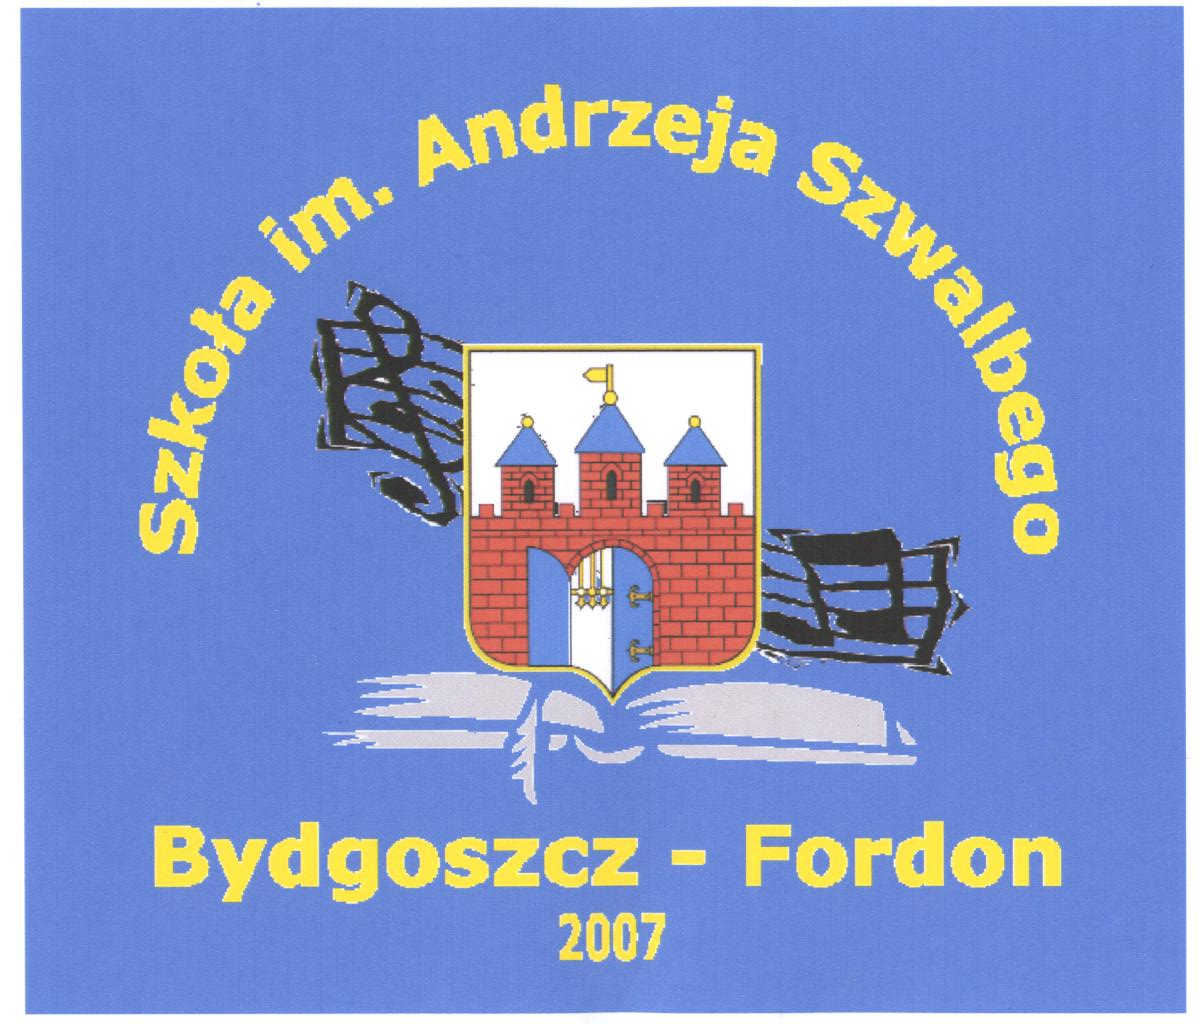 Szkoła im. Andrzeja Szwalbego
Bydgoszcz - Fordon
2007